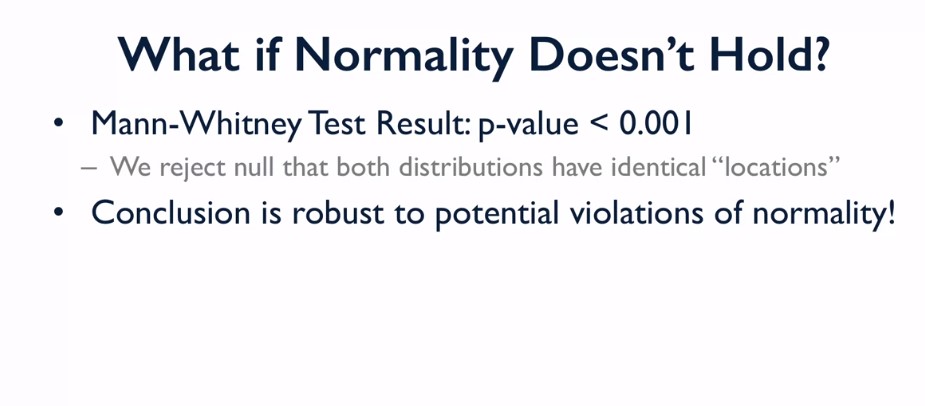 What if Normality Doesn’t Hold?
• Mann-Whitney Test Result: p-value < 0.001
– We reject null that both distributions have identical “locations”
• Conclusion is robust to potential violations of normality!